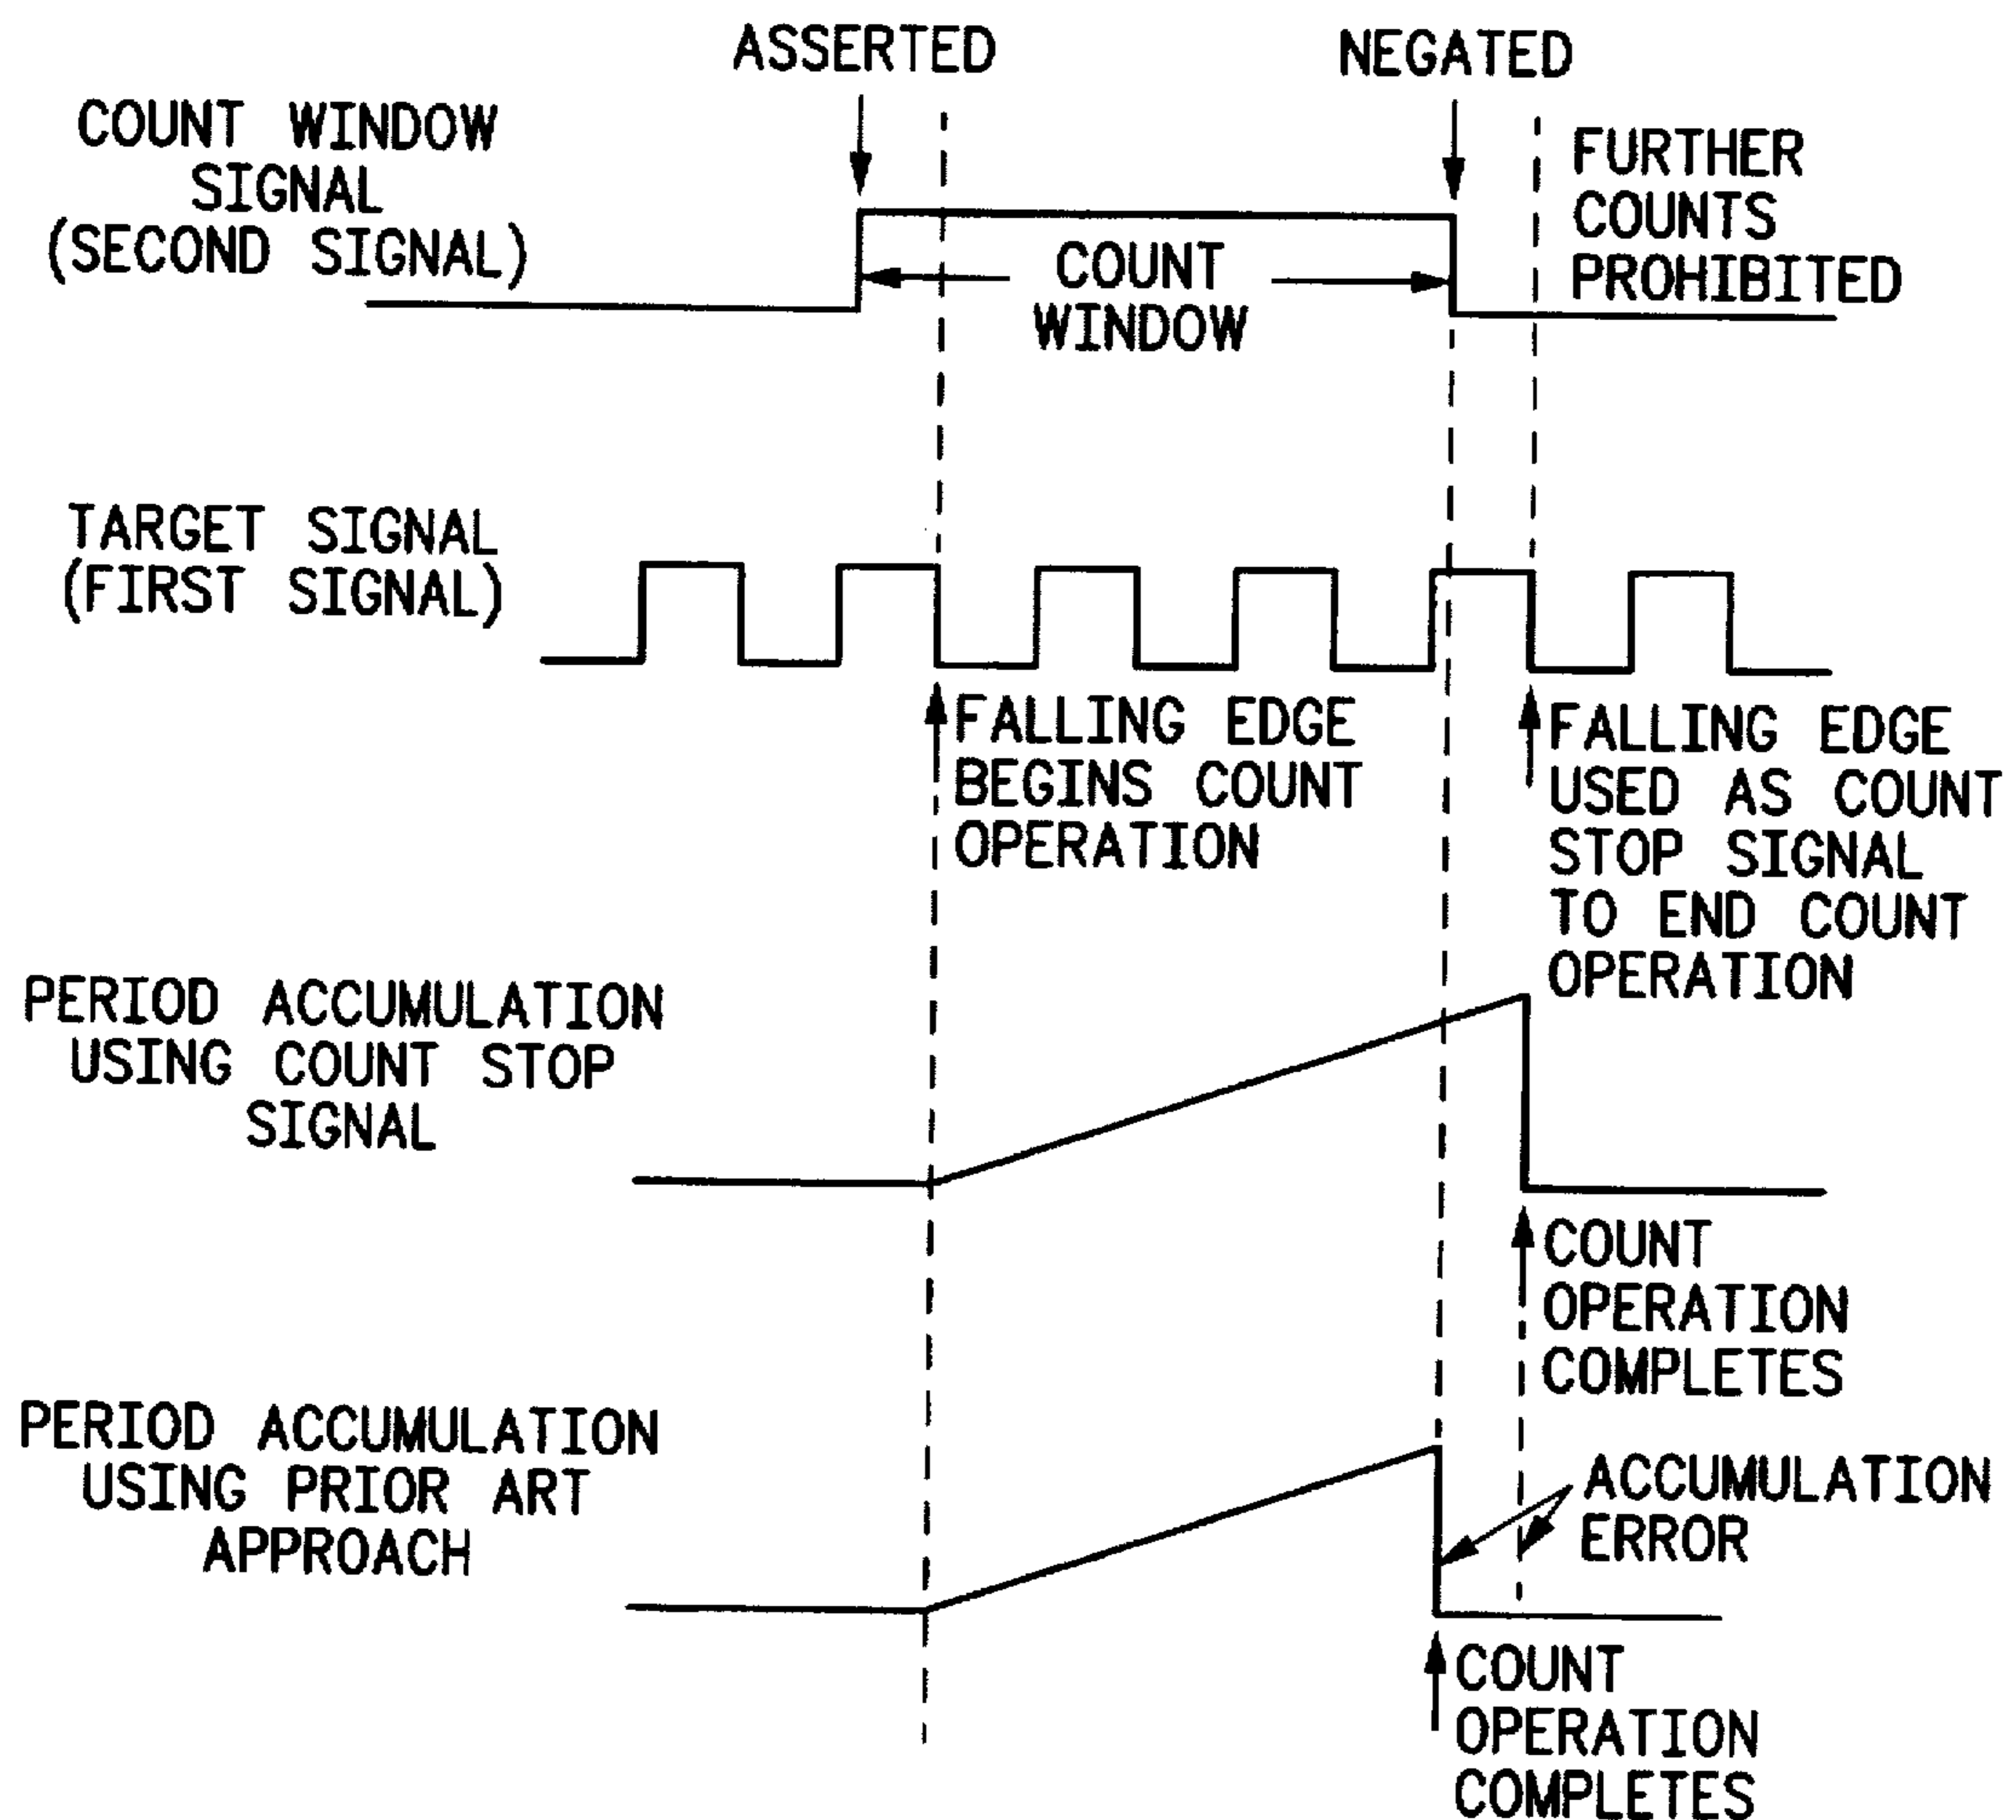 ASSERTED
NEGATED
COUNT WINDOW
SIGNAL
(SECOND SIGNAL)
FURTHER
COUNTS
PROHIBITED
COUNT
WINDOW
TARGET SIGNAL
(FIRST SIGNAL)
FALLING EDGE
BEGINS COUNT
OPERATION
FALLING EDGE
USED AS COUNT
STOP SIGNAL
TO END COUNT
OPERATION
PERIOD ACCUMULATION
USING COUNT STOP
SIGNAL
COUNT
OPERATION
COMPLETES
PERIOD ACCUMULATION
USING PRIOR ART
APPROACH
ACCUMULATION
ERROR
COUNT
OPERATION
COMPLETES